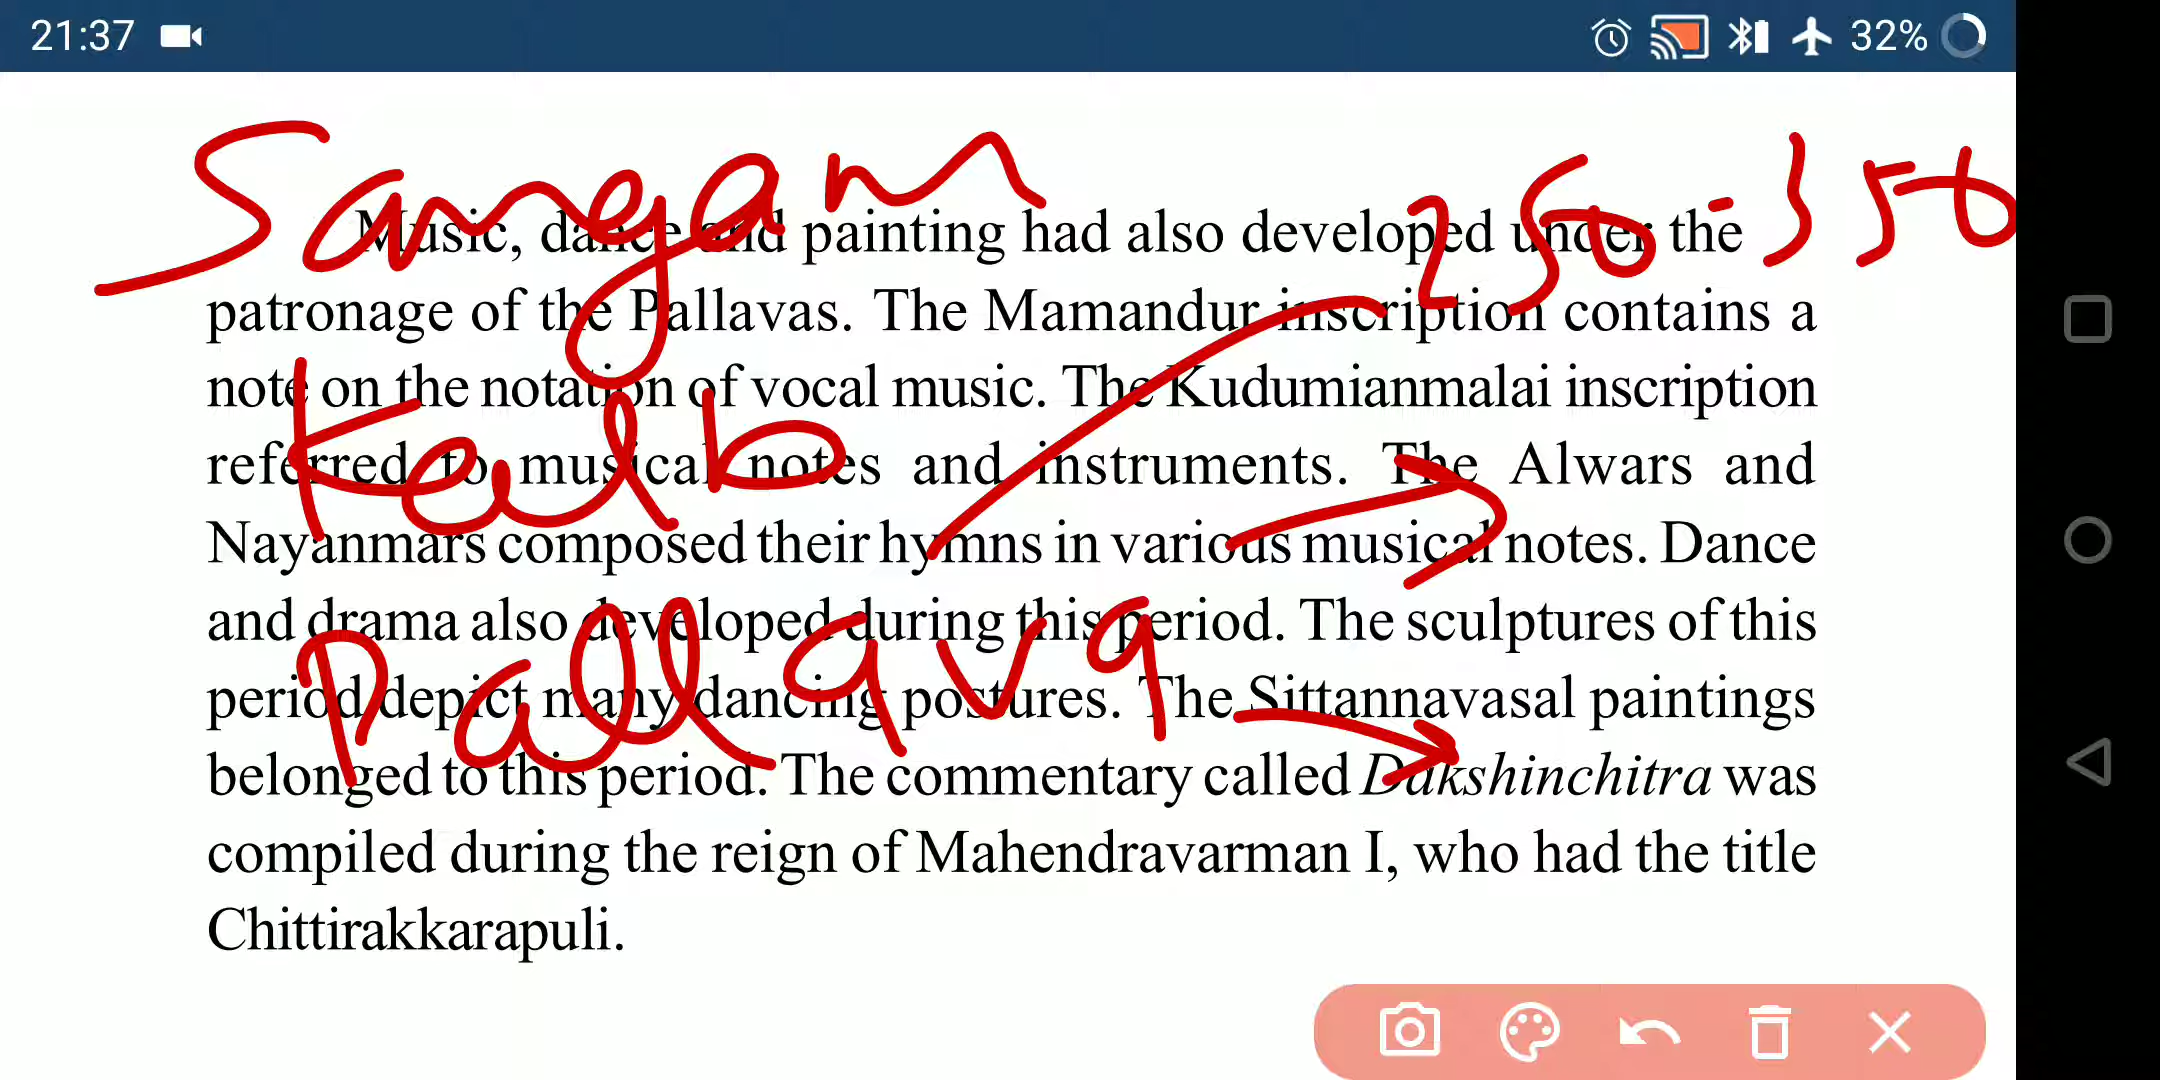 21:37 32%
Sangam 250-350
Music, dance and painting had also developed under the
patronage of the Pallavas. The Mamandur inscription contains a
note on the notation of vocal music. The Kudumianmalai inscription
Kalb
referred to musical notes and instruments. The Alwars and
Nayanmars composed their hymns in various musical notes. Dance
and drama also developed during this period. The sculptures of this
Pallava
period depict many dancing postures. The Sittannavasal paintings
belonged to this period. The commentary called Dakshinchitra was
compiled during the reign of Mahendravarman I, who had the title
Chittirakkarapuli.